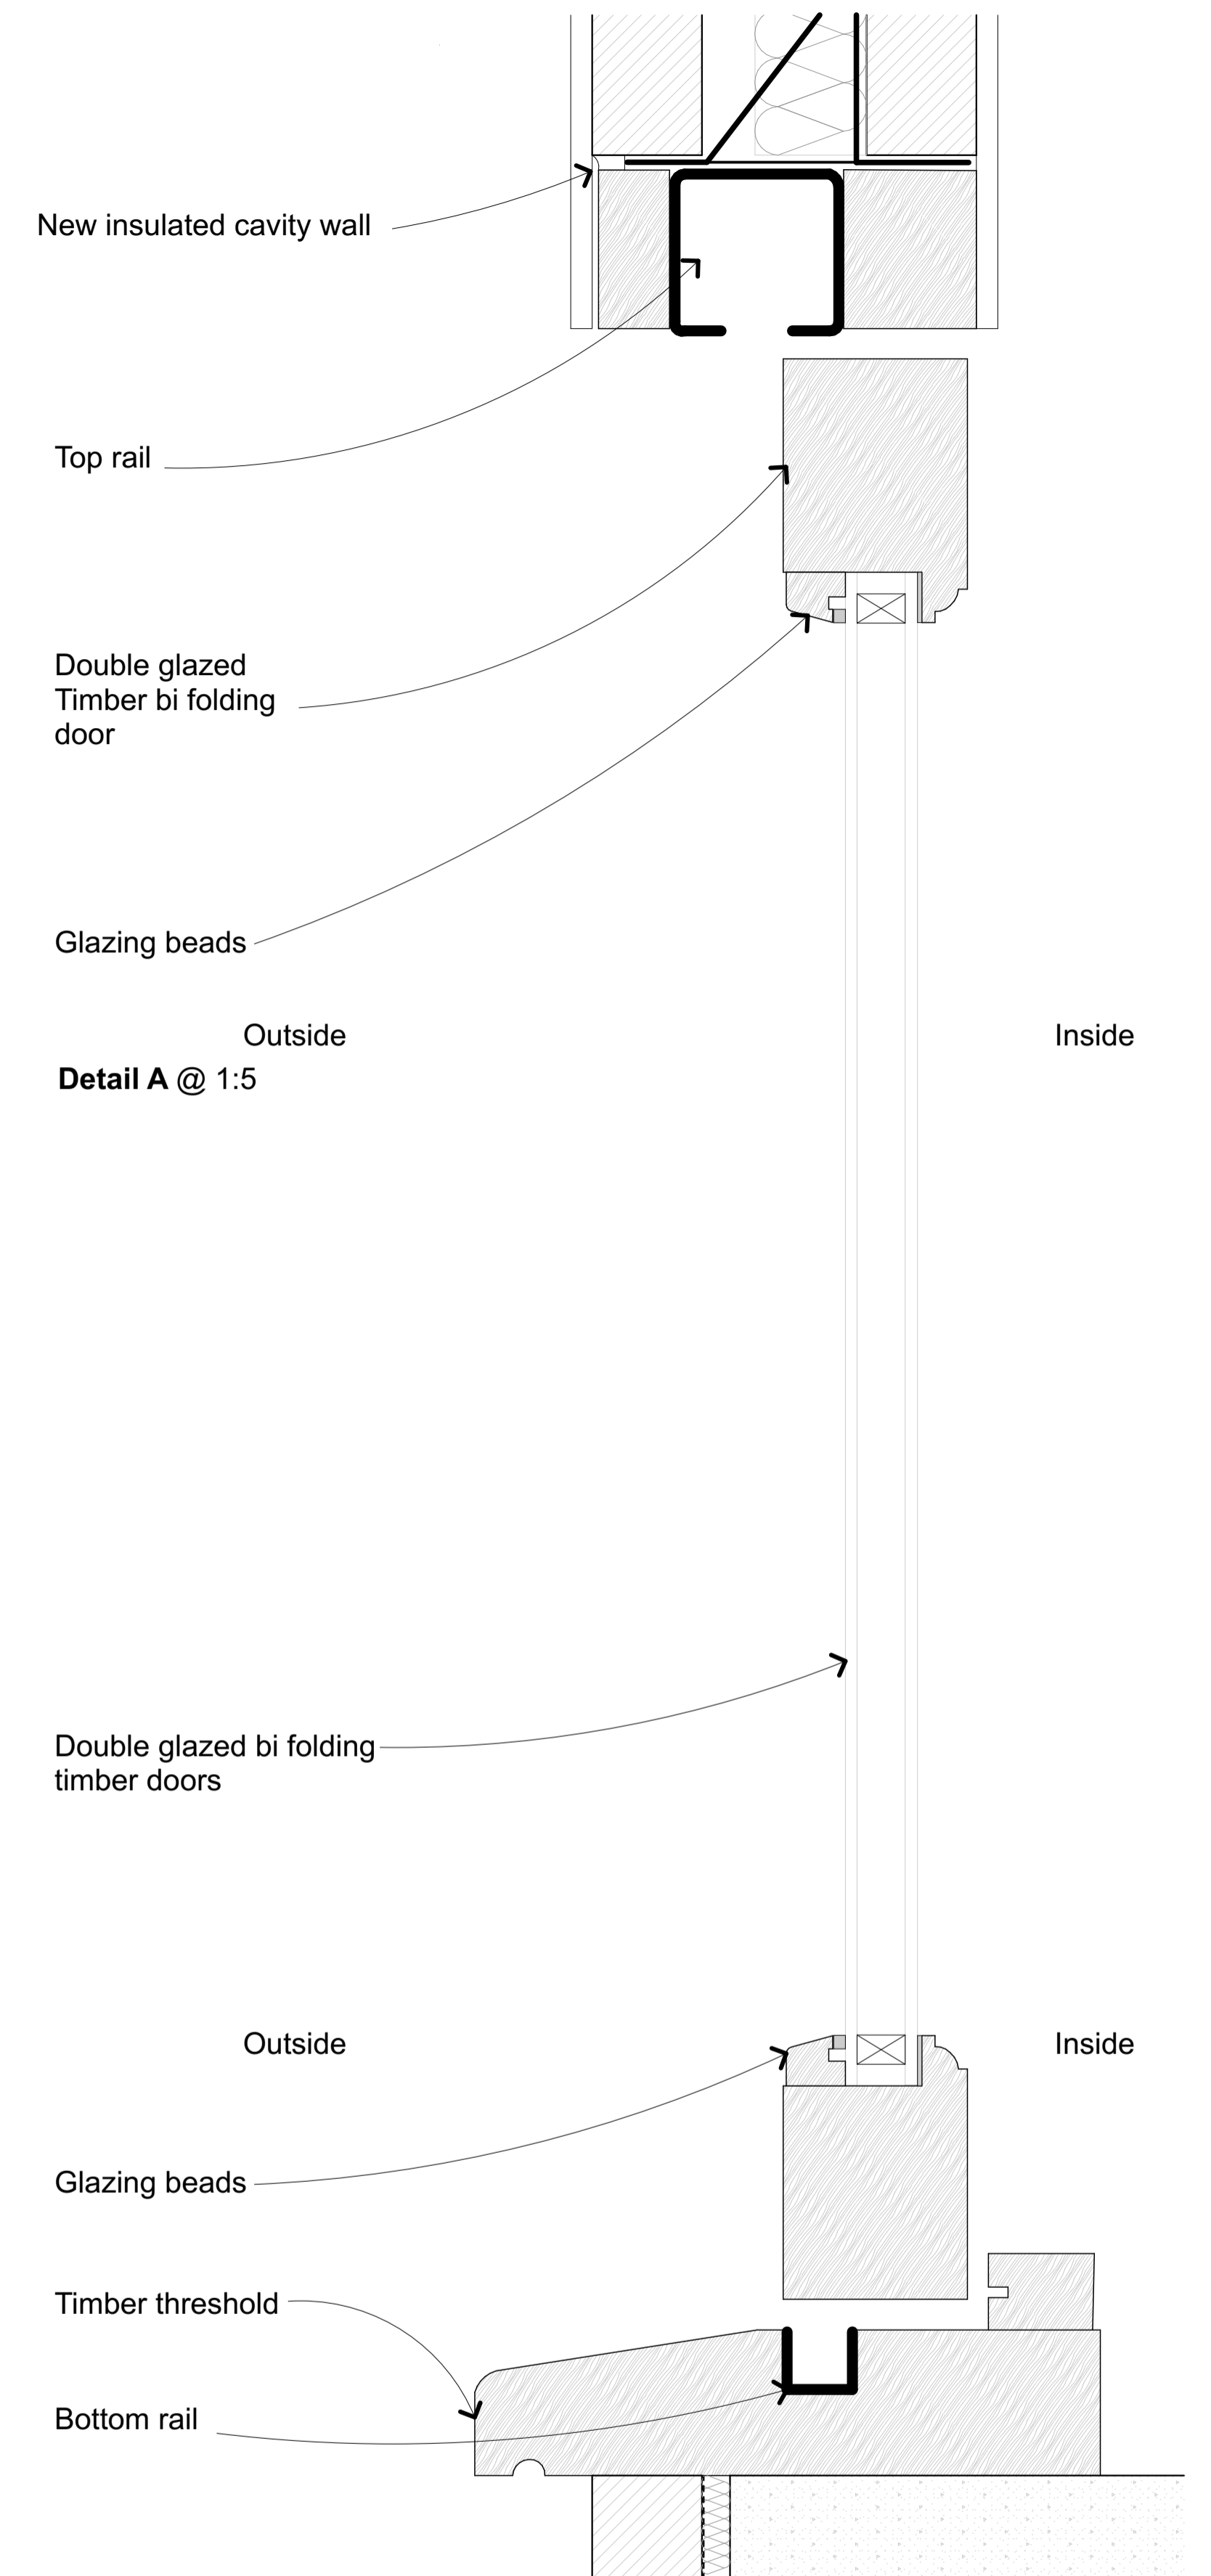 New insulated cavity wall
Top rail
Double glazed
Timber bi folding
door
Glazing beads
Outside
Inside
Detail A @ 1:5
Double glazed bi folding
timber doors
Outside
Inside
Glazing beads
Timber threshold
Bottom rail